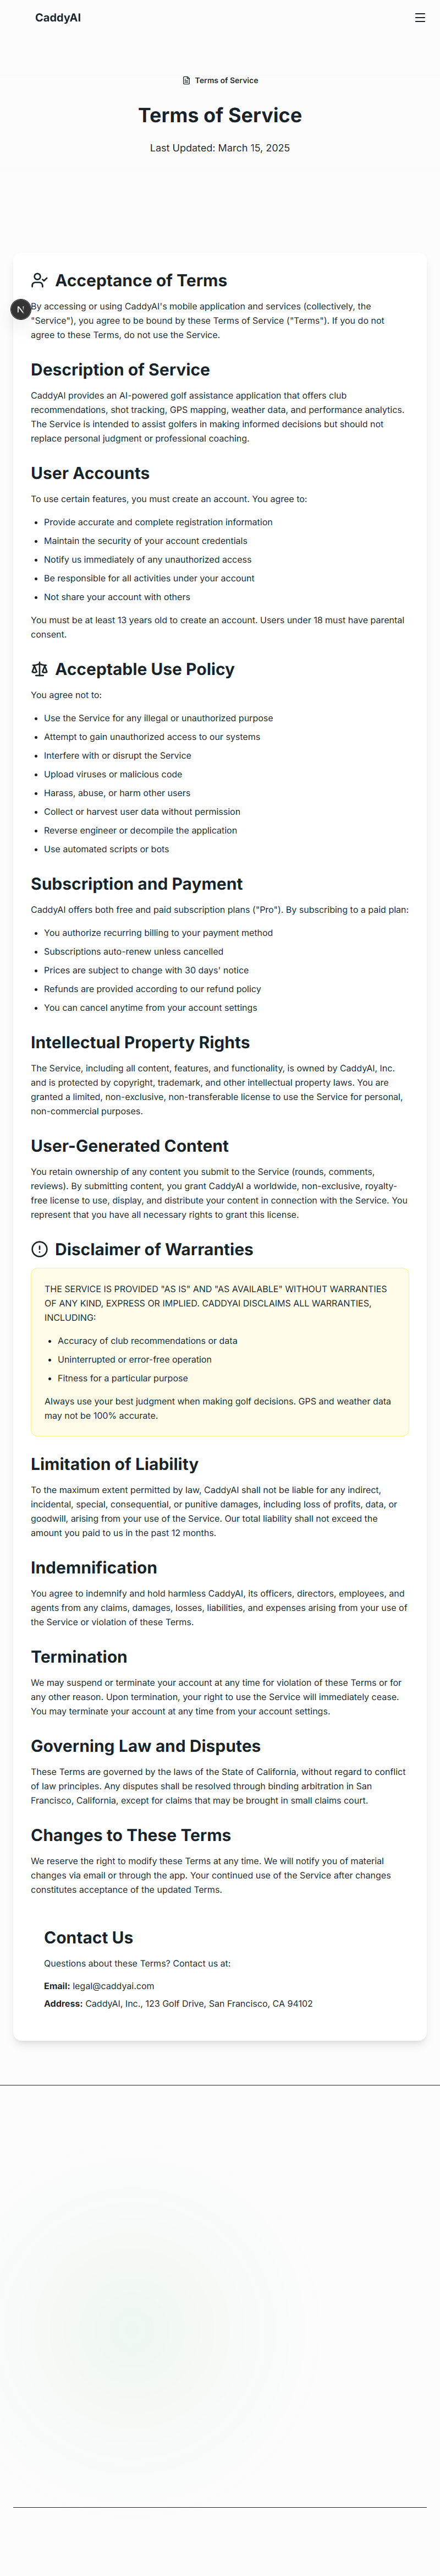 CaddyAI
Terms of Service
Terms of Service
Last Updated: March 15, 2025
Acceptance of Terms
N
By accessing or using CaddyAI's mobile application and services (collectively, the
"Service"), you agree to be bound by these Terms of Service ("Terms"). If you do not
agree to these Terms, do not use the Service.
Description of Service
CaddyAI provides an AI-powered golf assistance application that offers club
recommendations, shot tracking, GPS mapping, weather data, and performance analytics.
The Service is intended to assist golfers in making informed decisions but should not
replace personal judgment or professional coaching.
User Accounts
To use certain features, you must create an account. You agree to:
• Provide accurate and complete registration information
• Maintain the security of your account credentials
• Notify us immediately of any unauthorized access
• Be responsible for all activities under your account
• Not share your account with others
You must be at least 13 years old to create an account. Users under 18 must have parental
consent.
Acceptable Use Policy
You agree not to:
• Use the Service for any illegal or unauthorized purpose
• Attempt to gain unauthorized access to our systems
• Interfere with or disrupt the Service
• Upload viruses or malicious code
• Harass, abuse, or harm other users
• Collect or harvest user data without permission
• Reverse engineer or decompile the application
• Use automated scripts or bots
Subscription and Payment
CaddyAI offers both free and paid subscription plans ("Pro"). By subscribing to a paid plan:
• You authorize recurring billing to your payment method
• Subscriptions auto-renew unless cancelled
• Prices are subject to change with 30 days' notice
• Refunds are provided according to our refund policy
• You can cancel anytime from your account settings
Intellectual Property Rights
The Service, including all content, features, and functionality, is owned by CaddyAI, Inc.
and is protected by copyright, trademark, and other intellectual property laws. You are
granted a limited, non-exclusive, non-transferable license to use the Service for personal,
non-commercial purposes.
User-Generated Content
You retain ownership of any content you submit to the Service (rounds, comments,
reviews). By submitting content, you grant CaddyAI a worldwide, non-exclusive, royalty-
free license to use, display, and distribute your content in connection with the Service. You
represent that you have all necessary rights to grant this license.
Disclaimer of Warranties
THE SERVICE IS PROVIDED "AS IS" AND "AS AVAILABLE" WITHOUT WARRANTIES
OF ANY KIND, EXPRESS OR IMPLIED. CADDYAI DISCLAIMS ALL WARRANTIES,
INCLUDING:
• Accuracy of club recommendations or data
• Uninterrupted or error-free operation
• Fitness for a particular purpose
Always use your best judgment when making golf decisions. GPS and weather data
may not be 100% accurate.
Limitation of Liability
To the maximum extent permitted by law, CaddyAI shall not be liable for any indirect,
incidental, special, consequential, or punitive damages, including loss of profits, data, or
goodwill, arising from your use of the Service. Our total liability shall not exceed the
amount you paid to us in the past 12 months.
Indemnification
You agree to indemnify and hold harmless CaddyAI, its officers, directors, employees, and
agents from any claims, damages, losses, liabilities, and expenses arising from your use of
the Service or violation of these Terms.
Termination
We may suspend or terminate your account at any time for violation of these Terms or for
any other reason. Upon termination, your right to use the Service will immediately cease.
You may terminate your account at any time from your account settings.
Governing Law and Disputes
These Terms are governed by the laws of the State of California, without regard to conflict
of law principles. Any disputes shall be resolved through binding arbitration in San
Francisco, California, except for claims that may be brought in small claims court.
Changes to These Terms
We reserve the right to modify these Terms at any time. We will notify you of material
changes via email or through the app. Your continued use of the Service after changes
constitutes acceptance of the updated Terms.
Contact Us
Questions about these Terms? Contact us at:
Email: legal@caddyai.com
Address: CaddyAI, Inc., 123 Golf Drive, San Francisco, CA 94102